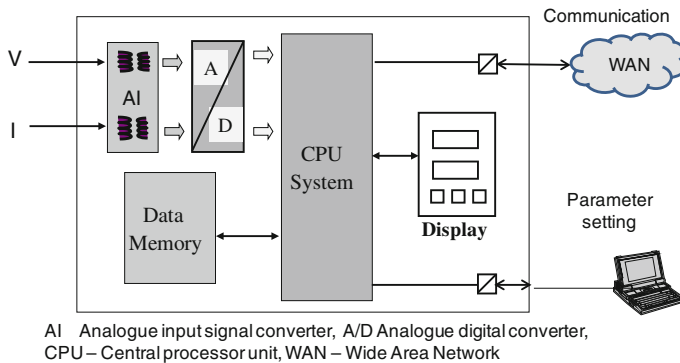 Communication
V
A
WAN
AI
I
D
CPU
System
Data
Memory
Display
Parameter
setting
AI Analogue input signal converter, A/D Analogue digital converter,
CPU – Central processor unit, WAN – Wide Area Network